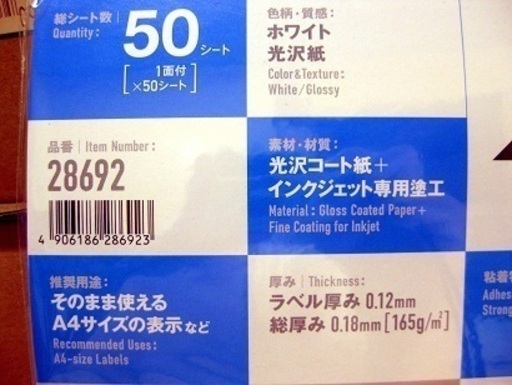 総シート数
Quantity:
50シート
[1面付
×50シート]
色柄・質感:
ホワイト
光沢紙
Color&Texture:
White/Glossy
品番 | Item Number:
28692
4 906186 286923
素材・材質:
光沢コート紙+
インクジェット専用塗工
Material: Gloss Coated Paper+
Fine Coating for Inkjet
推奨用途:
そのまま使える
A4サイズの表示など
Recommended Uses:
A4-size Labels
厚み | Thickness:
ラベル厚み 0.12mm
総厚み 0.18mm[165g/㎡]
粘着
Adhes
Strong